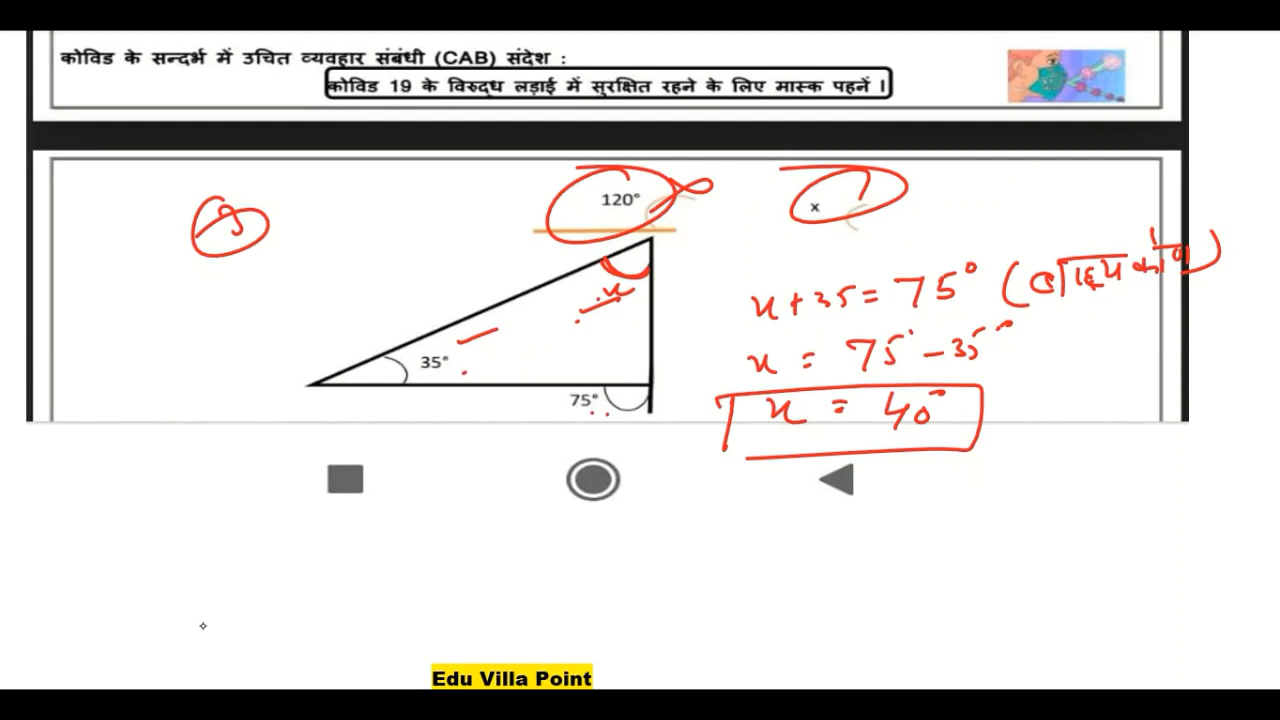 कोविड के सन्दर्भ में उचित व्यवहार संबंधी (CAB) संदेश :
कोविड 19 के विरुद्ध लड़ाई में सुरक्षित रहने के लिए मास्क पहनें ।
120°
x
x
x + 35 = 75° (बाह्य कोण)
35°
x = 75° - 35°
75°
x = 40°
Edu Villa Point